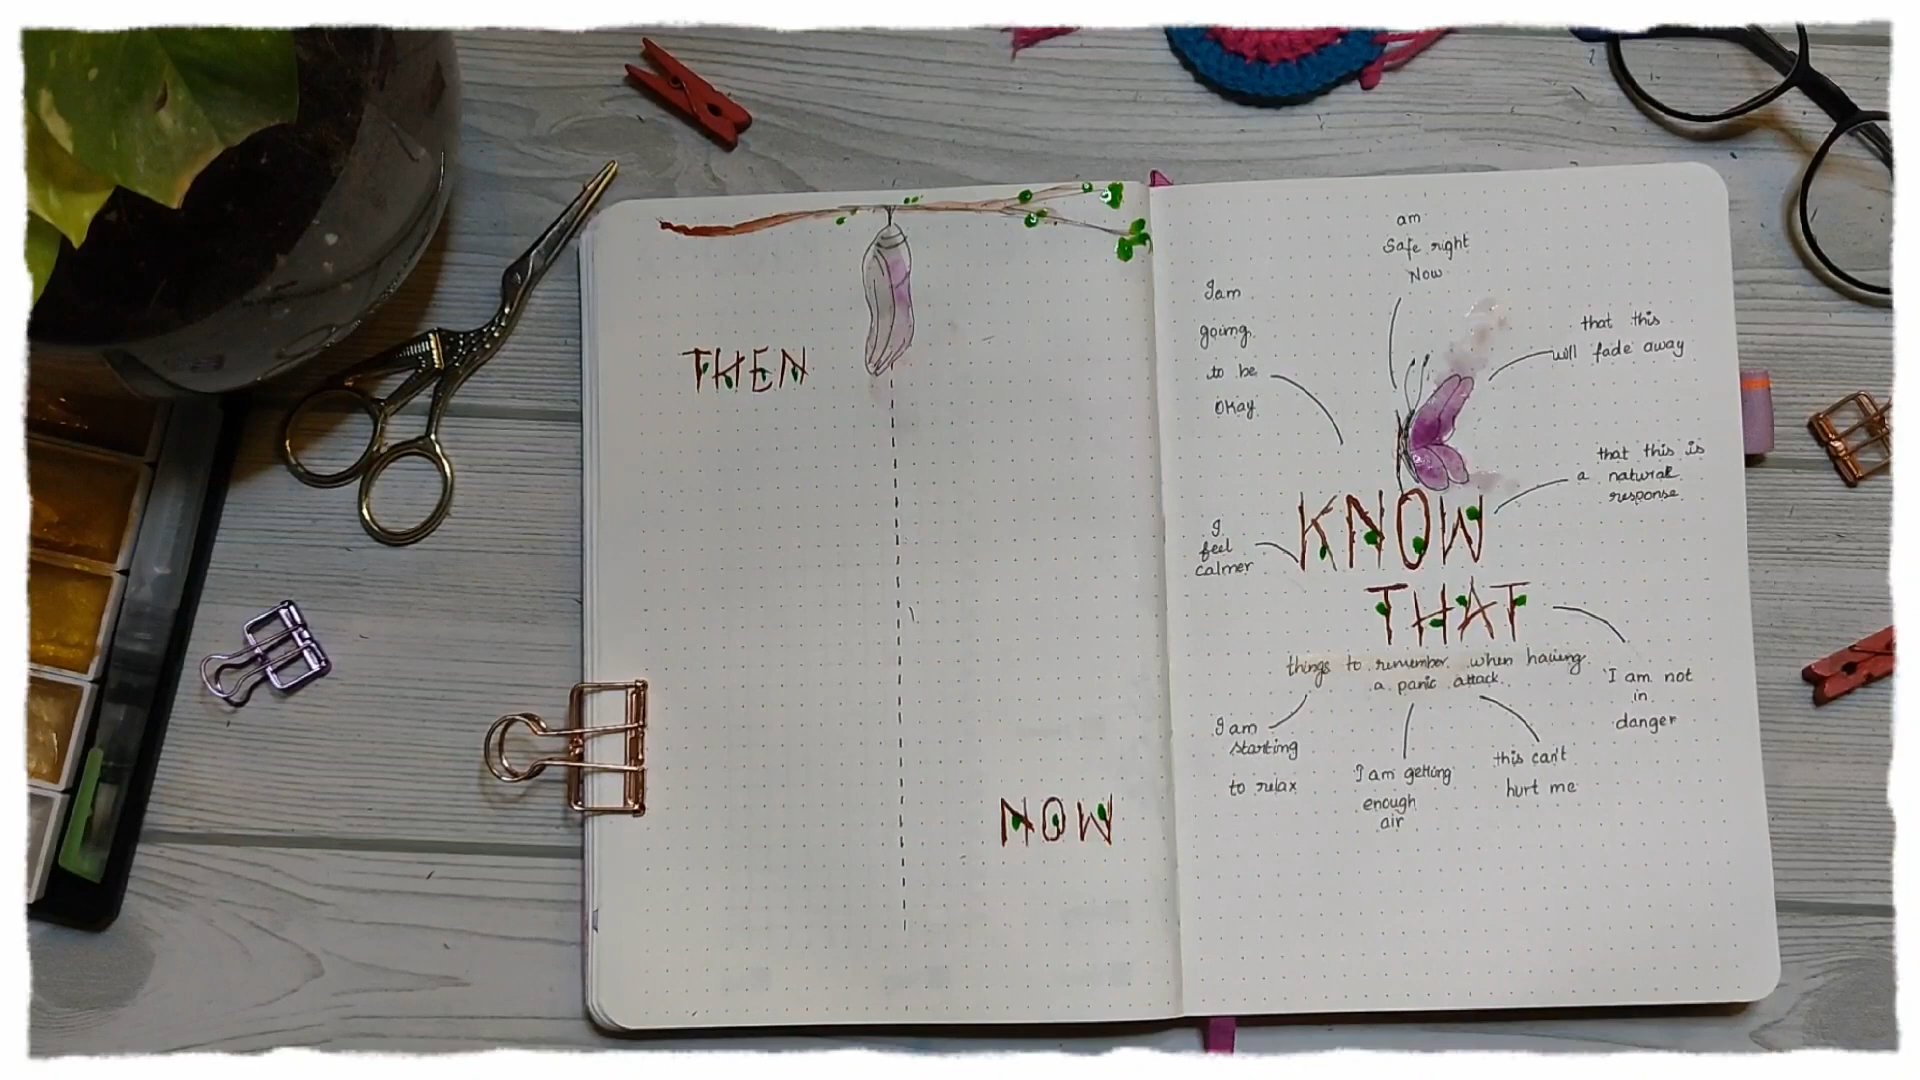 THEN
NOW
am
Safe right
Now
I am
going
to be
okay
that this
will fade away
that this is
a natural
response
I
feel
calmer
KNOW
THAT
things to remember when having
a panic attack
I am not
in
danger
I am
starting
to relax
I am getting
enough
air
this can't
hurt me